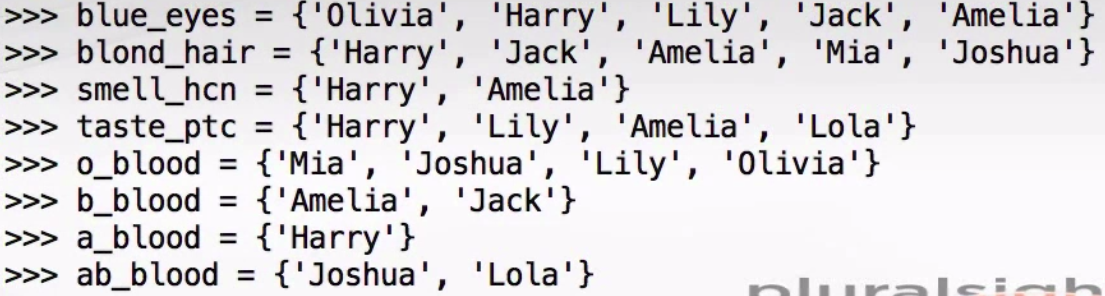 >>> blue_eyes = {'Olivia', 'Harry', 'Lily', 'Jack', 'Amelia'}
>>> blond_hair = {'Harry', 'Jack', 'Amelia', 'Mia', 'Joshua'}
>>> smell_hcn = {'Harry', 'Amelia'}
>>> taste_ptc = {'Harry', 'Lily', 'Amelia', 'Lola'}
>>> o_blood = {'Mia', 'Joshua', 'Lily', 'Olivia'}
>>> b_blood = {'Amelia', 'Jack'}
>>> a_blood = {'Harry'}
>>> ab_blood = {'Joshua', 'Lola'}